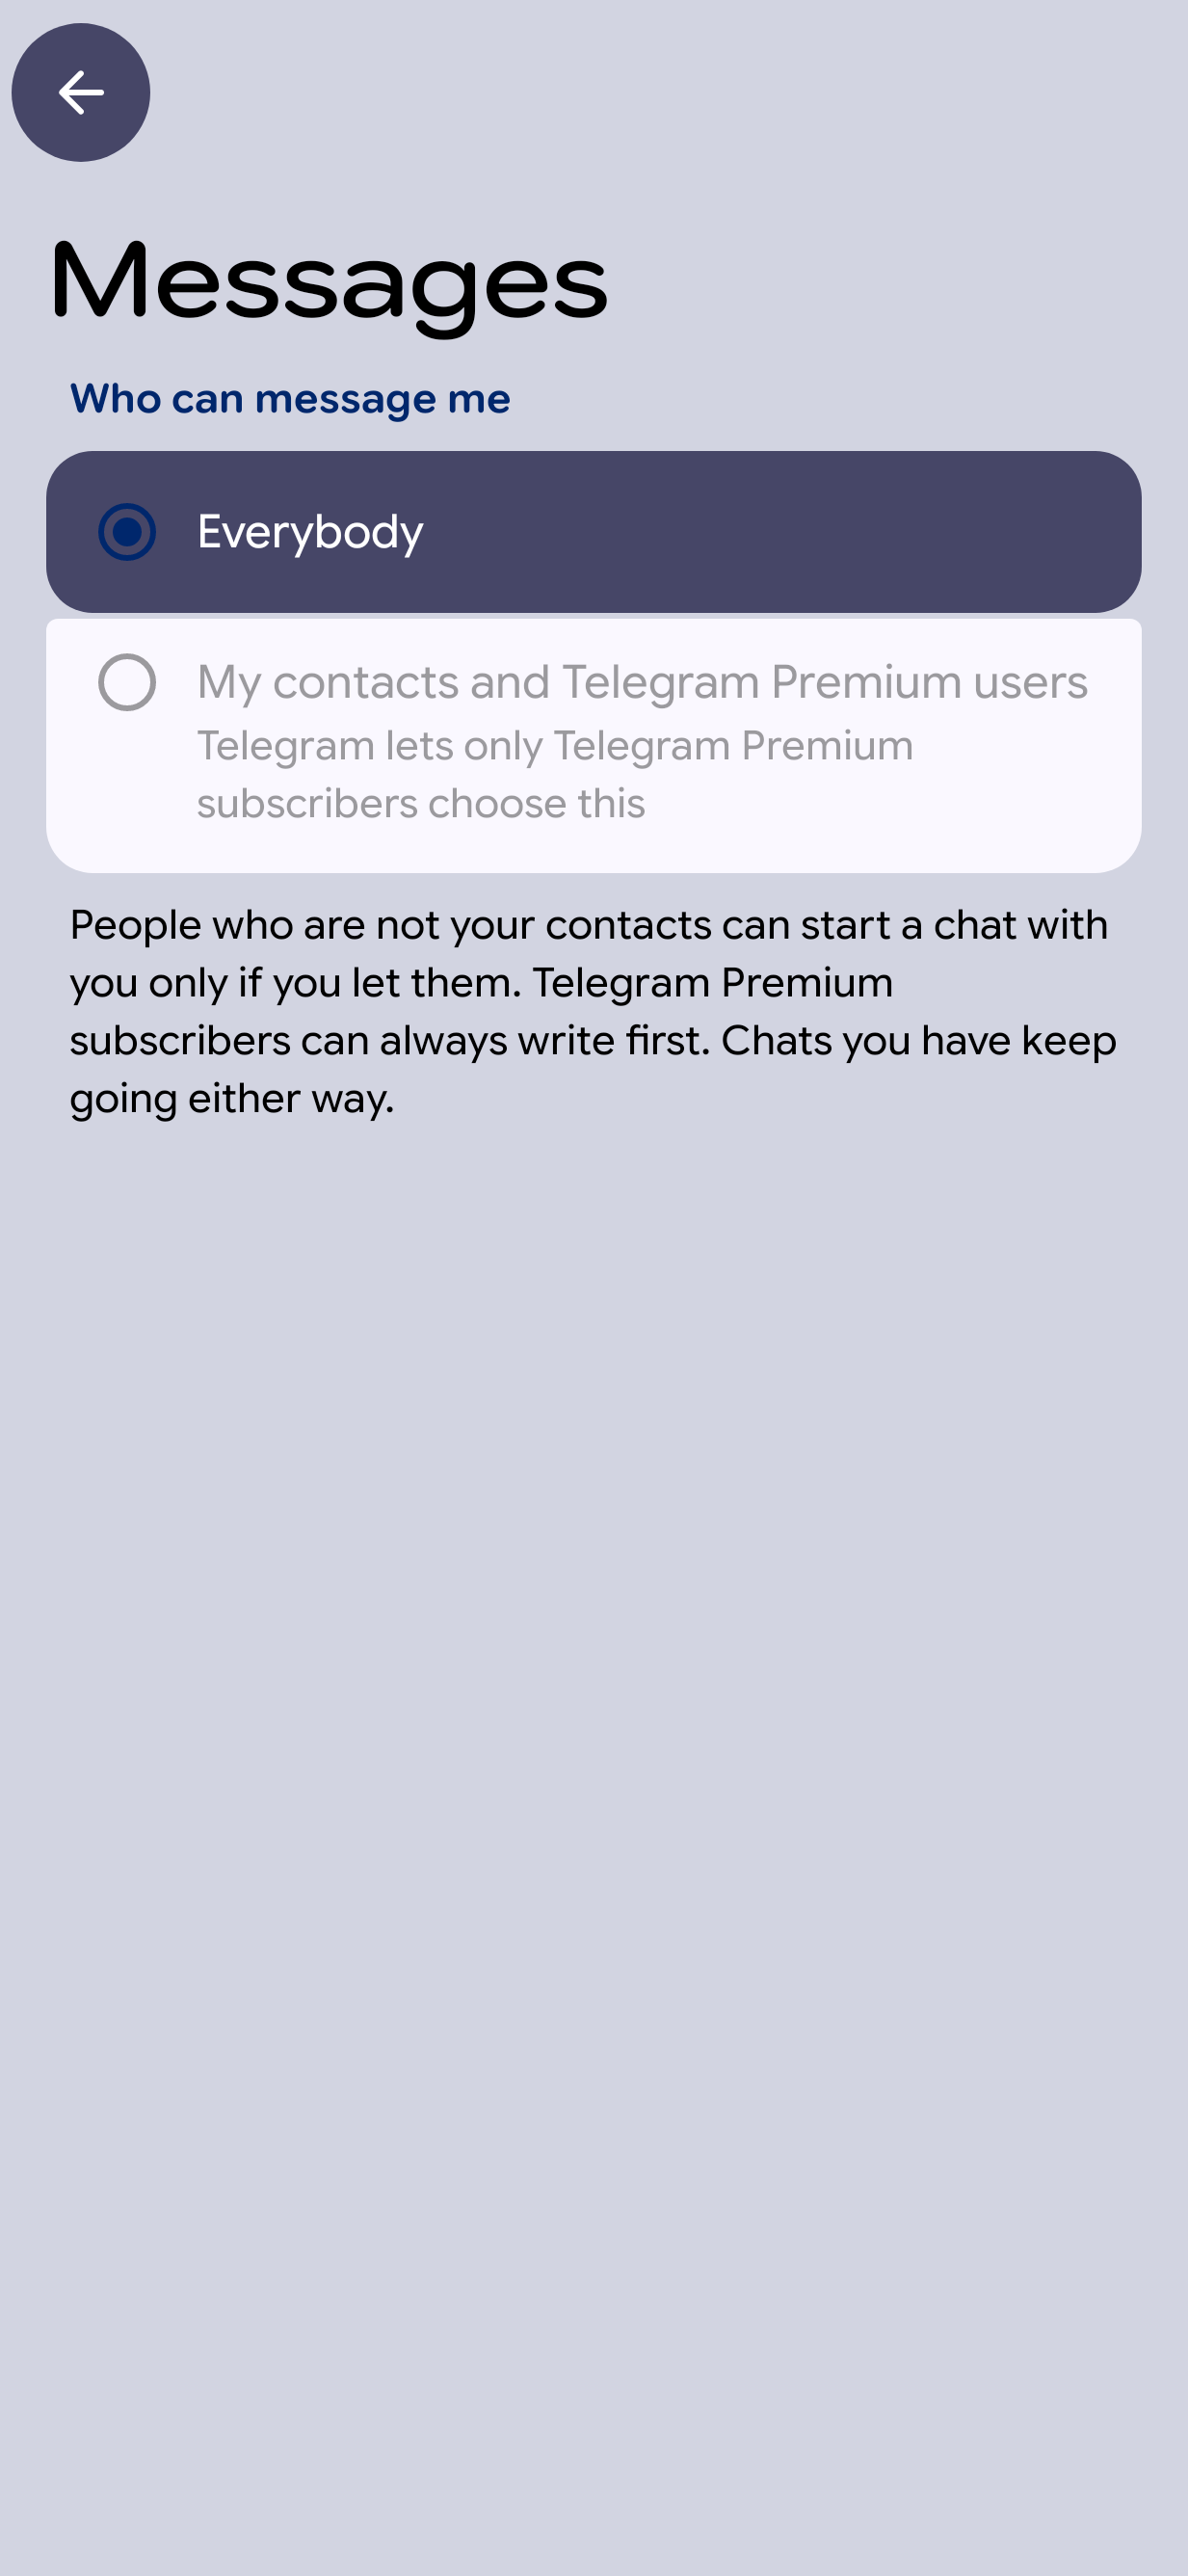 Messages
Who can message me
Everybody
My contacts and Telegram Premium users
Telegram lets only Telegram Premium
subscribers choose this
People who are not your contacts can start a chat with
you only if you let them. Telegram Premium
subscribers can always write first. Chats you have keep
going either way.